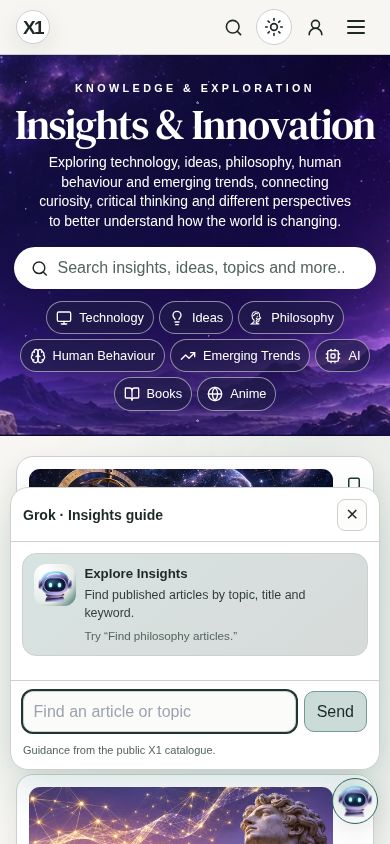 X1
KNOWLEDGE & EXPLORATION
Insights & Innovation
Exploring technology, ideas, philosophy, human
behaviour and emerging trends, connecting
curiosity, critical thinking and different perspectives
to better understand how the world is changing.
Search insights, ideas, topics and more..
Technology
Ideas
Philosophy
Human Behaviour
Emerging Trends
AI
Books
Anime
Grok · Insights guide
Explore Insights
Find published articles by topic, title and
keyword.
Try “Find philosophy articles.”
Find an article or topic
Send
Guidance from the public X1 catalogue.